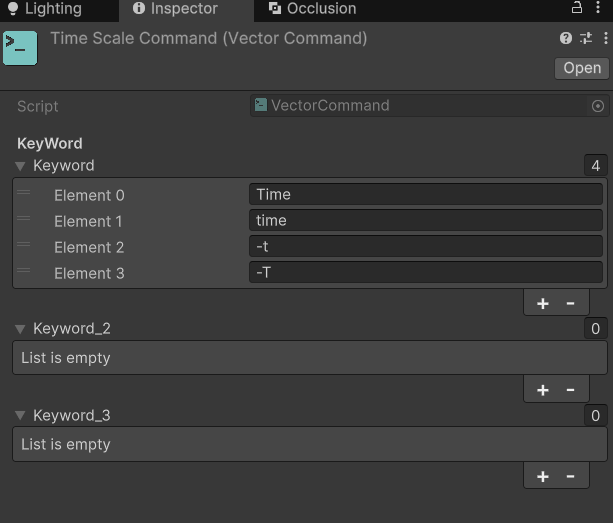 Lighting Inspector Occlusion
Time Scale Command (Vector Command)
Open
Script VectorCommand
KeyWord
Keyword 4
Element 0 Time
Element 1 time
Element 2 -t
Element 3 -T
+ -
Keyword_2 0
List is empty
+ -
Keyword_3 0
List is empty
+ -